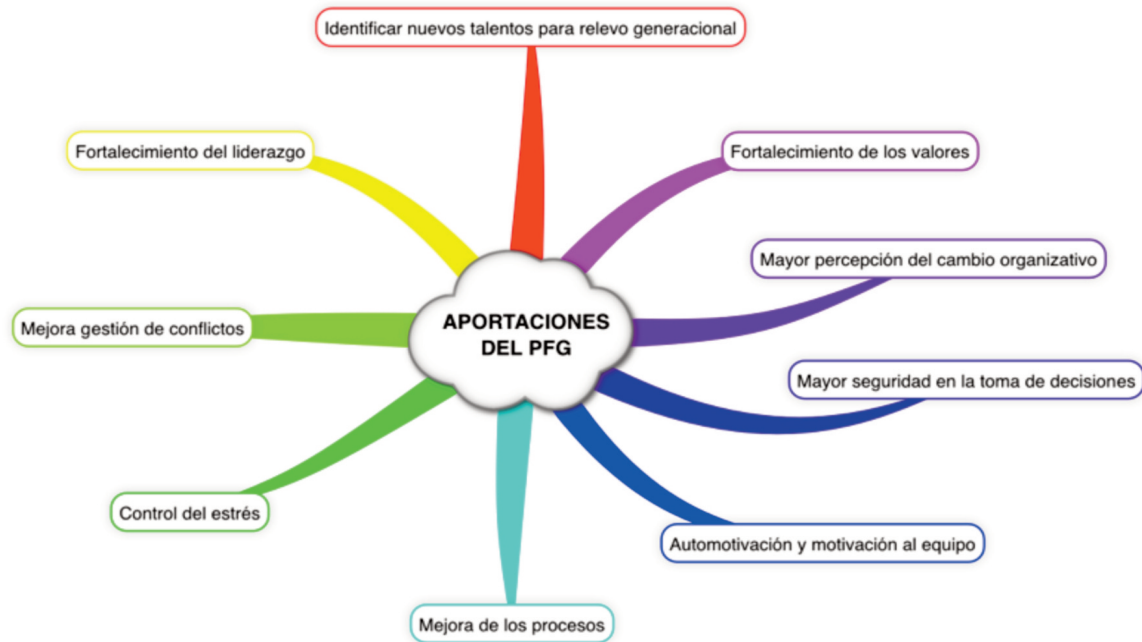 Identificar nuevos talentos para relevo generacional
Fortalecimiento del liderazgo
Fortalecimiento de los valores
Mayor percepción del cambio organizativo
Mejora gestión de conflictos
APORTACIONES
DEL PFG
Mayor seguridad en la toma de decisiones
Control del estrés
Automotivación y motivación al equipo
Mejora de los procesos